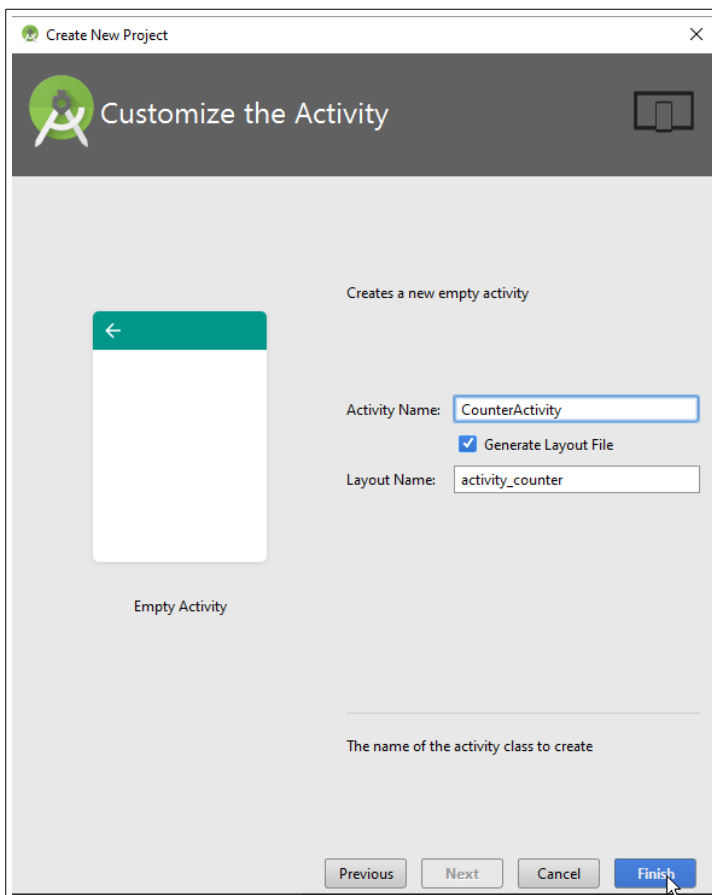 Create New Project
Customize the Activity
Creates a new empty activity
Activity Name: CounterActivity
Generate Layout File
Layout Name: activity_counter
Empty Activity
The name of the activity class to create
Previous Next Cancel Finish